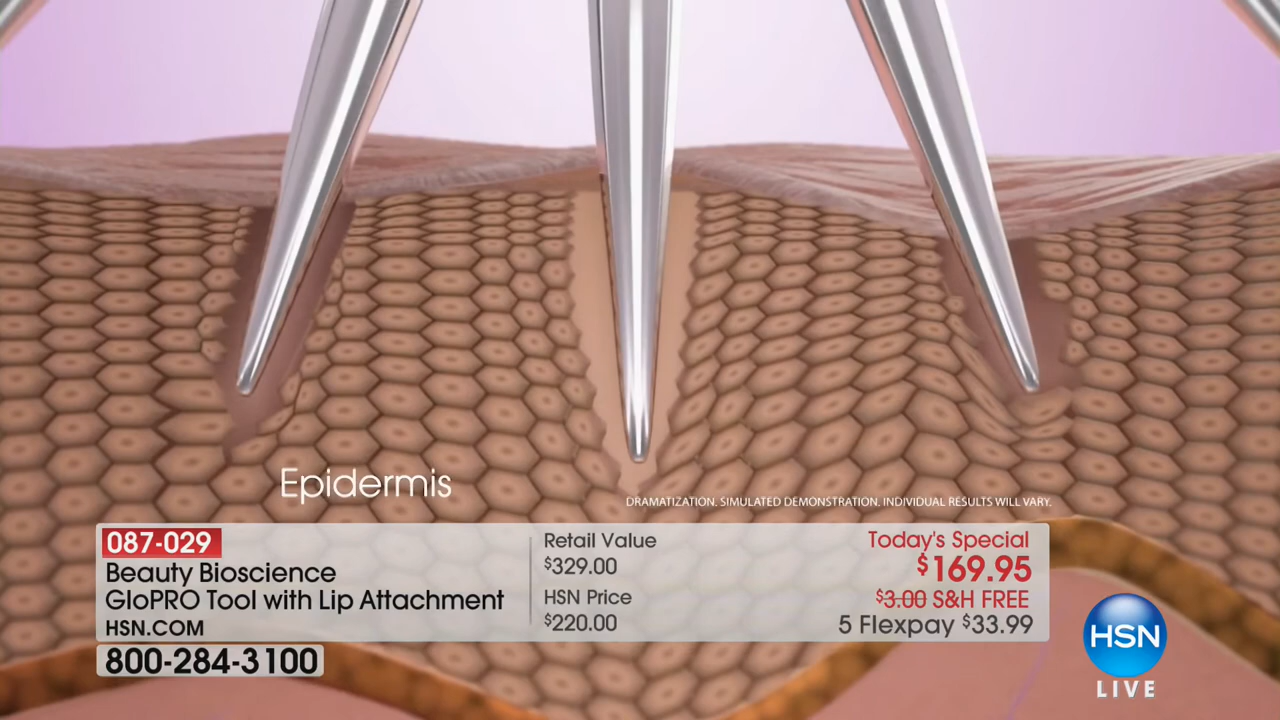 Epidermis
DRAMATIZATION. SIMULATED DEMONSTRATION. INDIVIDUAL RESULTS WILL VARY.
087-029
Beauty Bioscience
GloPRO Tool with Lip Attachment
HSN.COM
800-284-3100
Retail Value
$329.00
HSN Price
$220.00
Today's Special
$169.95
$3.00 S&H FREE
5 Flexpay $33.99
HSN
LIVE